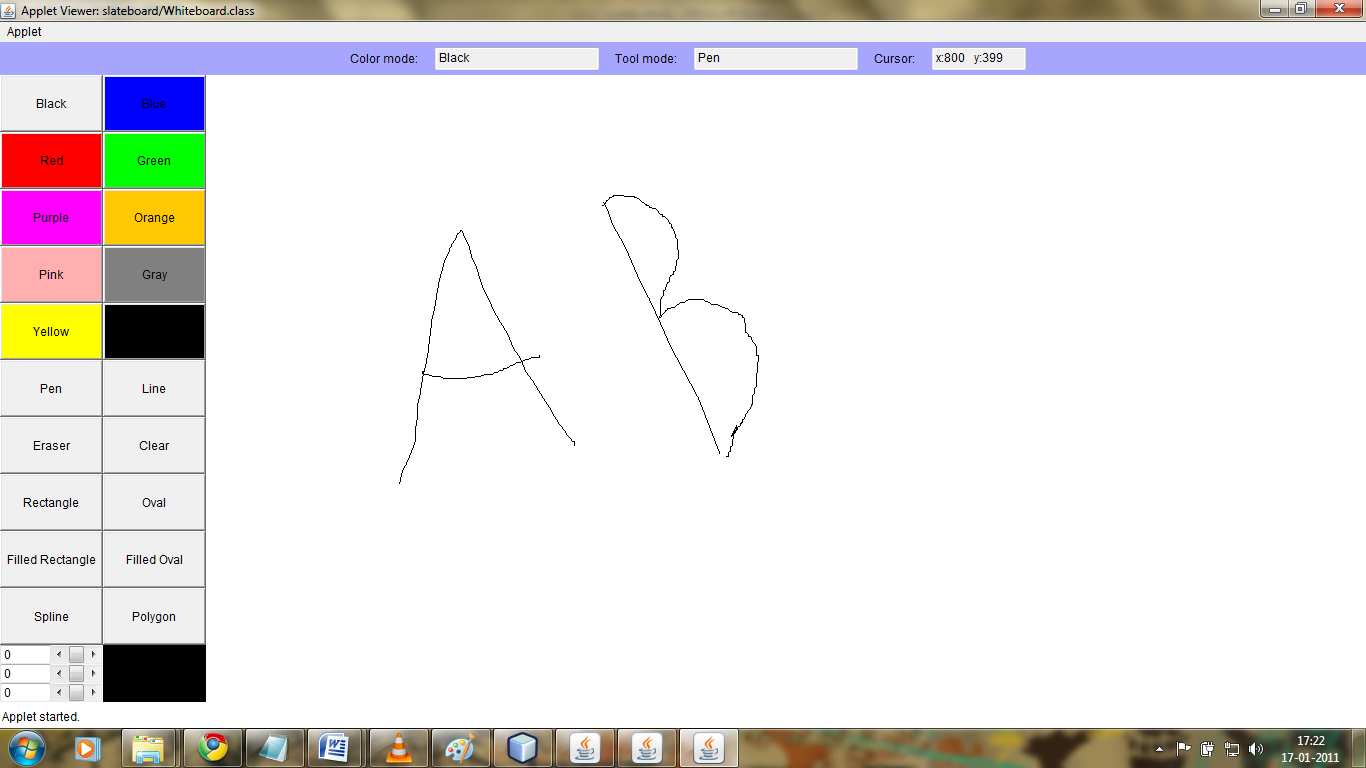 Applet Viewer: slateboard/Whiteboard.class
Applet
Color mode: Black Tool mode: Pen Cursor: x:800 y:399
Black Blue
Red Green
Purple Orange
Pink Gray
Yellow
Pen Line
Eraser Clear
Rectangle Oval
Filled Rectangle Filled Oval
Spline Polygon
0
0
0
A B
Applet started.
17:22
17-01-2011